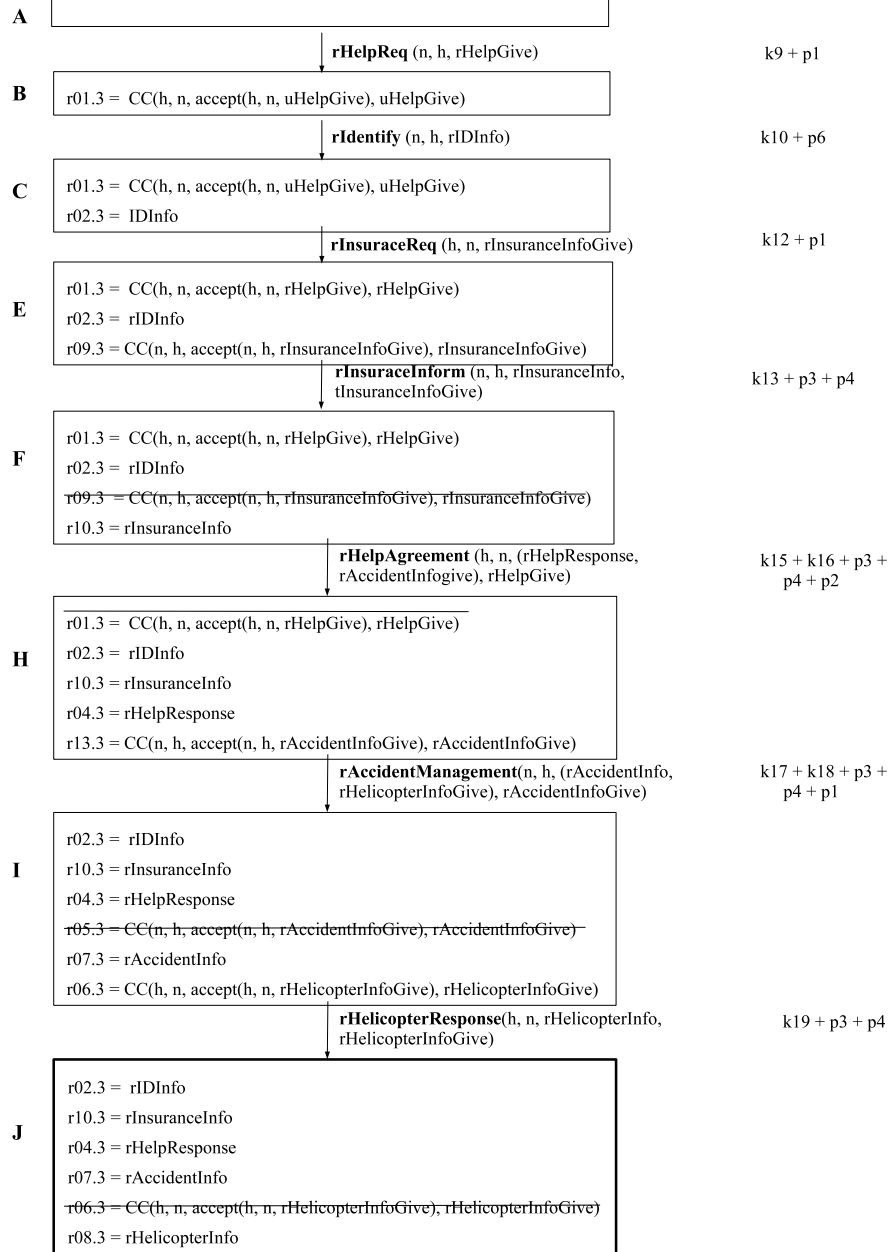 A
rHelpReq (n, h, rHelpGive)
k9 + p1
B
r01.3 = CC(h, n, accept(h, n, uHelpGive), uHelpGive)
rIdentify (n, h, rIDInfo)
k10 + p6
C
r01.3 = CC(h, n, accept(h, n, uHelpGive), uHelpGive)
r02.3 = IDInfo
rInsuraceReq (h, n, rInsuranceInfoGive)
k12 + p1
E
r01.3 = CC(h, n, accept(h, n, rHelpGive), rHelpGive)
r02.3 = rIDInfo
r09.3 = CC(n, h, accept(n, h, rInsuranceInfoGive), rInsuranceInfoGive)
rInsuraceInform (n, h, rInsuranceInfo,
tInsuranceInfoGive)
k13 + p3 + p4
F
r01.3 = CC(h, n, accept(h, n, rHelpGive), rHelpGive)
r02.3 = rIDInfo
r09.3 = CC(n, h, accept(n, h, rInsuranceInfoGive), rInsuranceInfoGive)
r10.3 = rInsuranceInfo
rHelpAgreement (h, n, (rHelpResponse,
rAccidentInfogive), rHelpGive)
k15 + k16 + p3 +
p4 + p2
H
r01.3 = CC(h, n, accept(h, n, rHelpGive), rHelpGive)
r02.3 = rIDInfo
r10.3 = rInsuranceInfo
r04.3 = rHelpResponse
r13.3 = CC(n, h, accept(n, h, rAccidentInfoGive), rAccidentInfoGive)
rAccidentManagement(n, h, (rAccidentInfo,
rHelicopterInfoGive), rAccidentInfoGive)
k17 + k18 + p3 +
p4 + p1
I
r02.3 = rIDInfo
r10.3 = rInsuranceInfo
r04.3 = rHelpResponse
r05.3 = CC(n, h, accept(n, h, rAccidentInfoGive), rAccidentInfoGive)
r07.3 = rAccidentInfo
r06.3 = CC(h, n, accept(h, n, rHelicopterInfoGive), rHelicopterInfoGive)
rHelicopterResponse(h, n, rHelicopterInfo,
rHelicopterInfoGive)
k19 + p3 + p4
J
r02.3 = rIDInfo
r10.3 = rInsuranceInfo
r04.3 = rHelpResponse
r07.3 = rAccidentInfo
r06.3 = CC(h, n, accept(h, n, rHelicopterInfoGive), rHelicopterInfoGive)
r08.3 = rHelicopterInfo